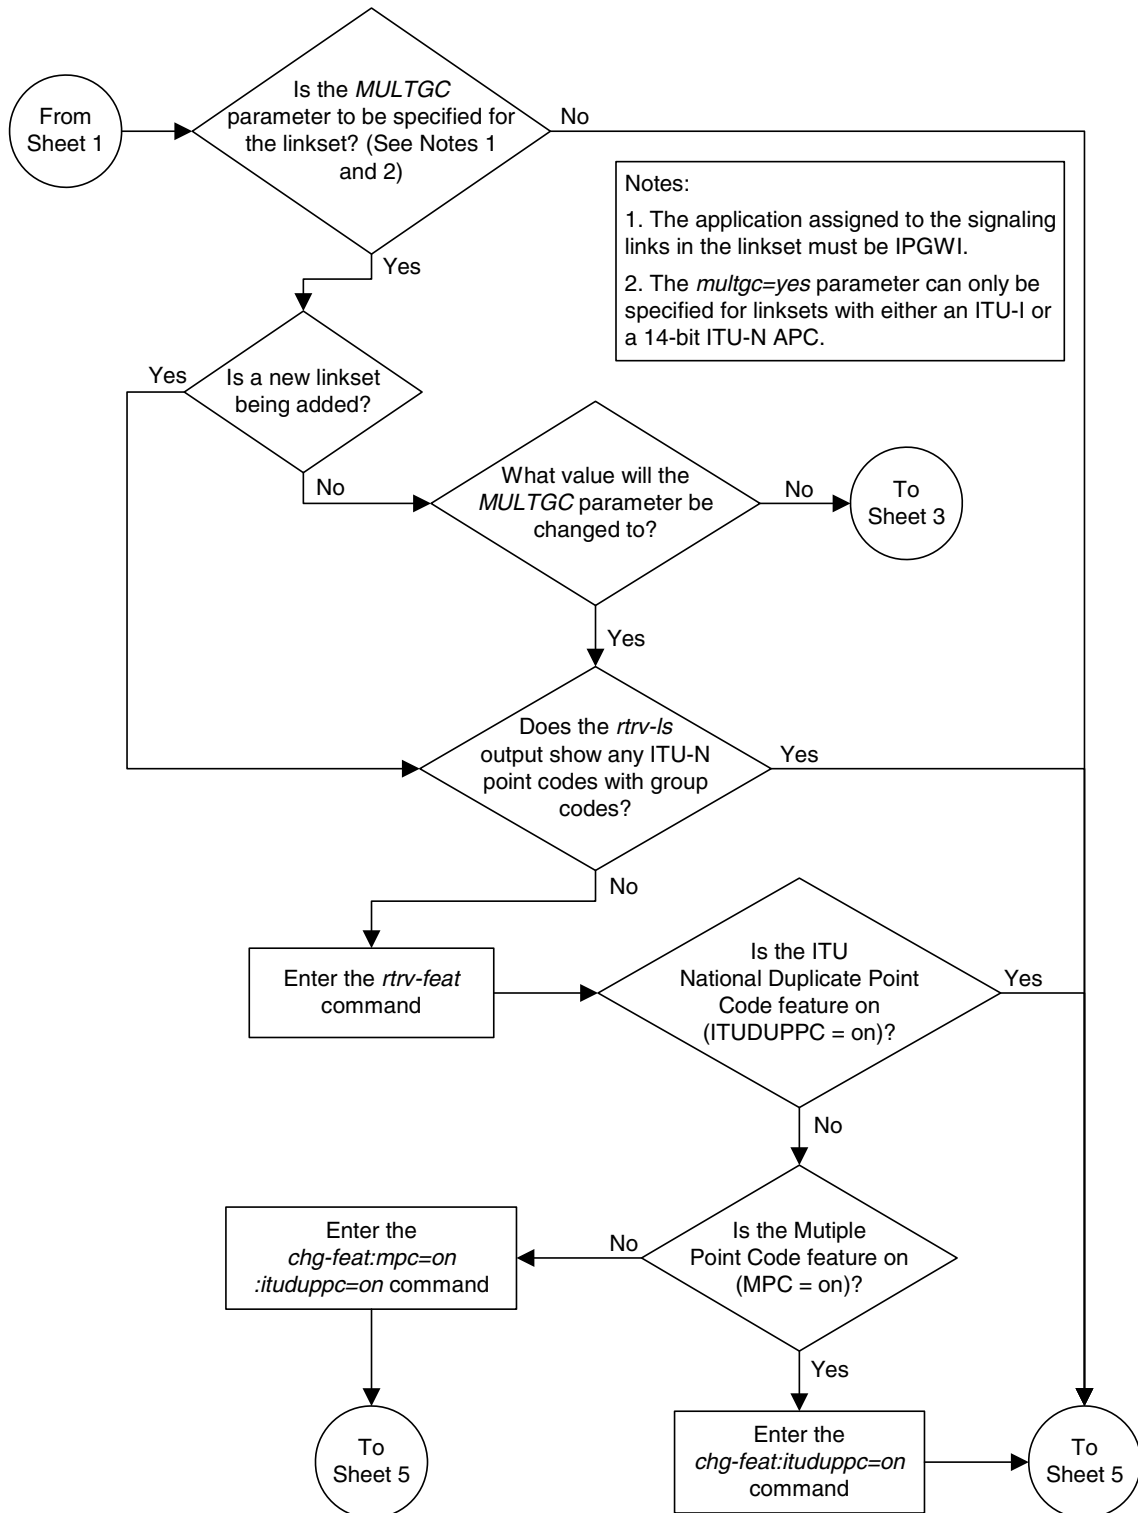 From
Sheet 1
Is the MULTGC
parameter to be specified for
the linkset? (See Notes 1
and 2)
No
Yes
Notes:
1. The application assigned to the signaling
links in the linkset must be IPGWI.
2. The multgc=yes parameter can only be
specified for linksets with either an ITU-I or
a 14-bit ITU-N APC.
Yes
Is a new linkset
being added?
No
What value will the
MULTGC parameter be
changed to?
No
To
Sheet 3
Yes
Does the rtrv-ls
output show any ITU-N
point codes with group
codes?
Yes
No
Enter the rtrv-feat
command
Is the ITU
National Duplicate Point
Code feature on
(ITUDUPPC = on)?
Yes
No
Is the Mutiple
Point Code feature on
(MPC = on)?
No
Enter the
chg-feat:mpc=on
:ituduppc=on command
Yes
To
Sheet 5
Enter the
chg-feat:ituduppc=on
command
To
Sheet 5